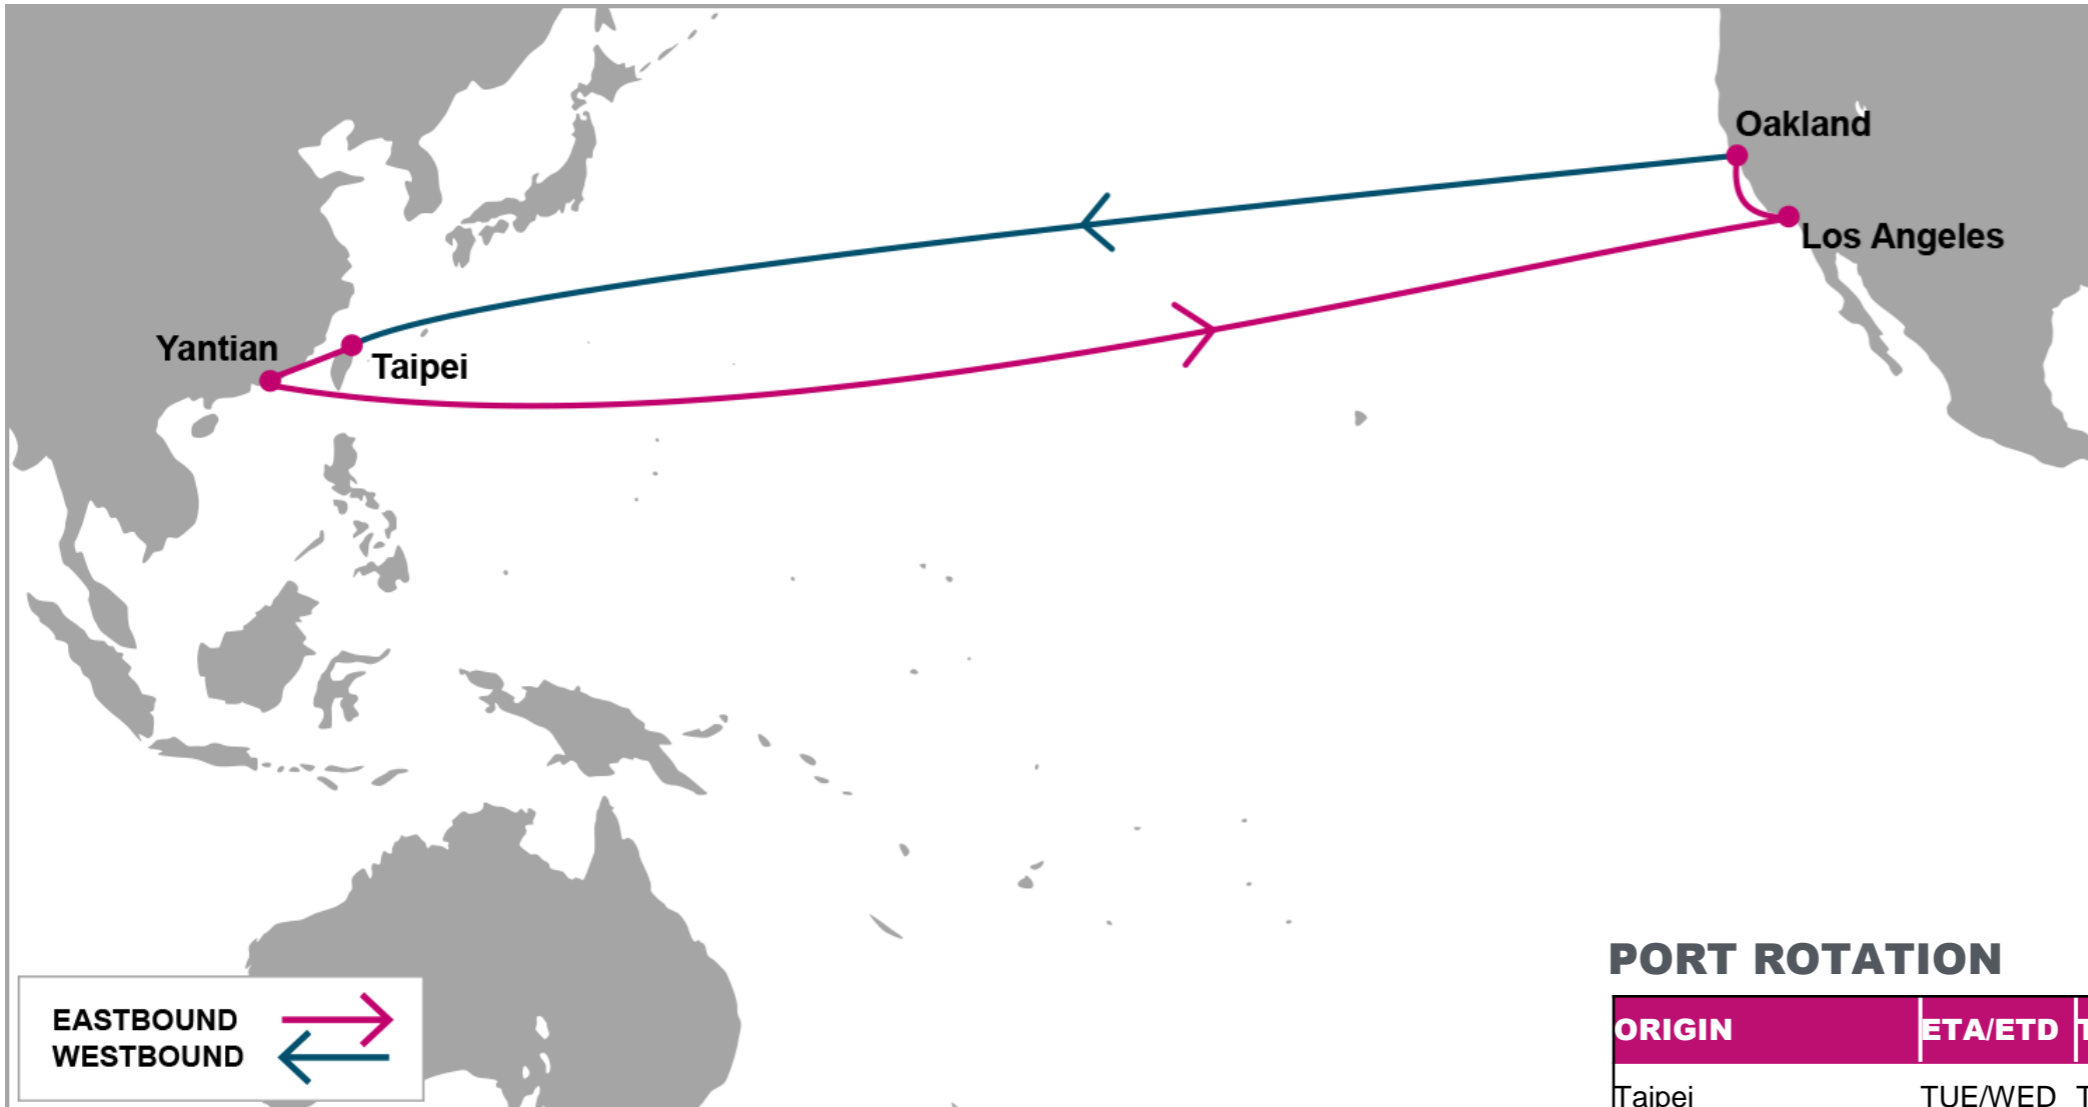 Oakland
Los Angeles
Yantian
Taipei
PORT ROTATION
ORIGIN ETA/ETD
Taipei TUE/WED
EASTBOUND
WESTBOUND